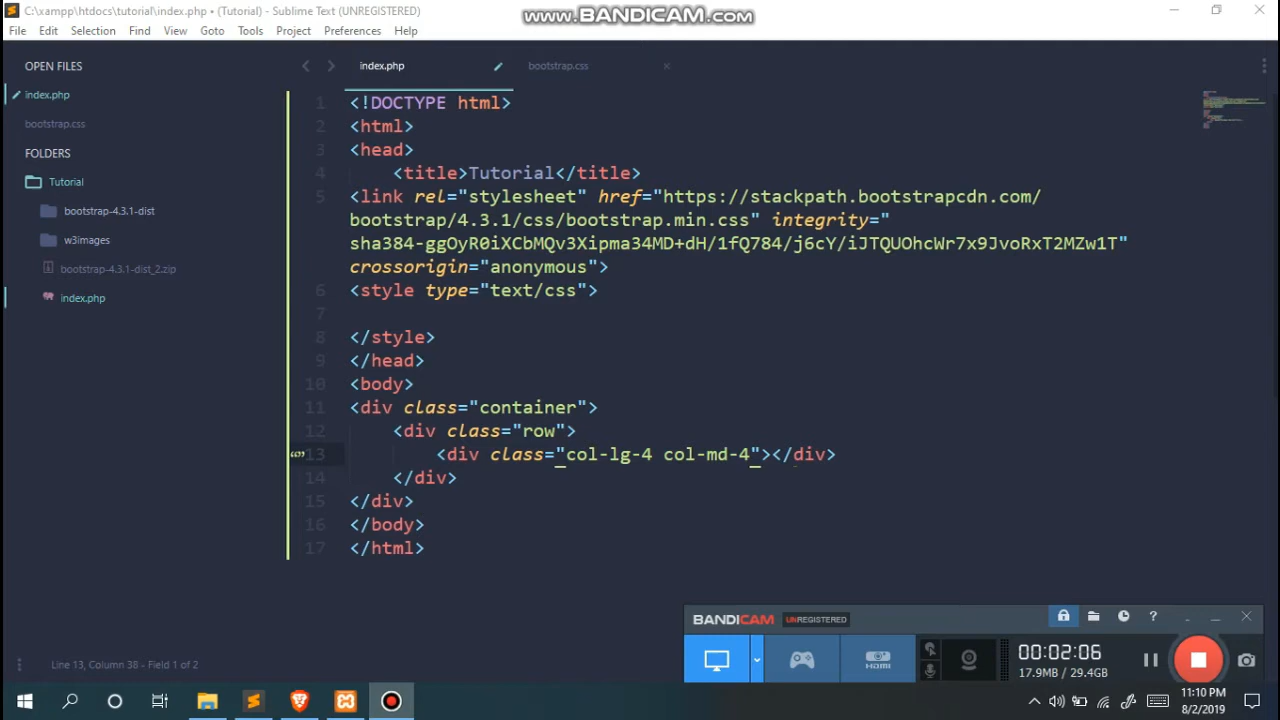 C:\xampp\htdocs\tutorial\index.php • (Tutorial) - Sublime Text (UNREGISTERED)
www.BANDICAM.com
File Edit Selection Find View Goto Tools Project Preferences Help
OPEN FILES
index.php
bootstrap.css
FOLDERS
Tutorial
bootstrap-4.3.1-dist
w3images
bootstrap-4.3.1-dist_2.zip
index.php
index.php bootstrap.css
1 <!DOCTYPE html>
2 <html>
3 <head>
4 <title>Tutorial</title>
5 <link rel="stylesheet" href="https://stackpath.bootstrapcdn.com/
bootstrap/4.3.1/css/bootstrap.min.css" integrity="
sha384-ggOyR0iXCbMQv3Xipma34MD+dH/1fQ784/j6cY/iJTQUOhcWr7x9JvoRxT2MZw1T"
crossorigin="anonymous">
6 <style type="text/css">
7
8 </style>
9 </head>
10 <body>
11 <div class="container">
12 <div class="row">
13 <div class="col-lg-4 col-md-4"></div>
14 </div>
15 </div>
16 </body>
17 </html>
Line 13, Column 38 - Field 1 of 2
BANDICAM UNREGISTERED
HDMI
00:02:06
17.9MB / 29.4GB
11:10 PM
8/2/2019